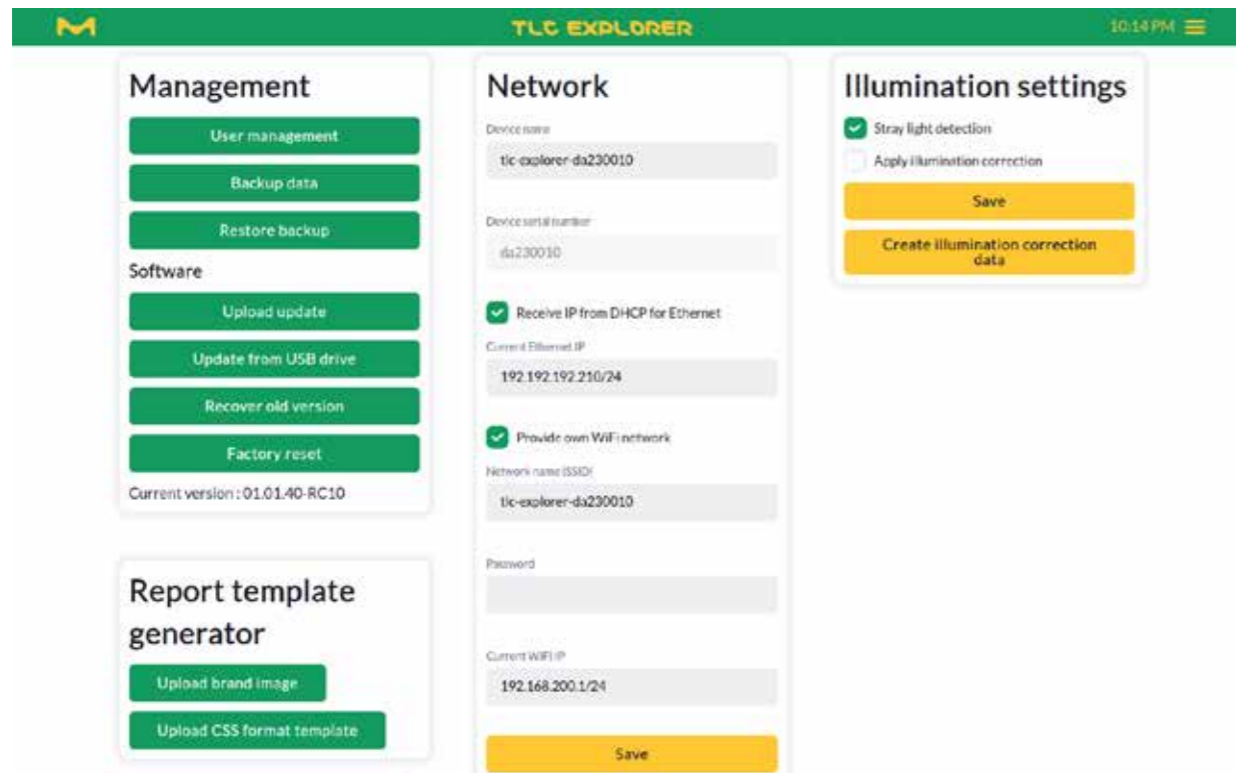 TLC EXPLORER
10:14 PM
Management
User management
Backup data
Restore backup
Software
Upload update
Update from USB drive
Recover old version
Factory reset
Current version : 01.01.40-RC10
Report template
generator
Upload brand image
Upload CSS format template
Network
Device name
tlc-explorer-da230010
Device serial number
da230010
Receive IP from DHCP for Ethernet
Current Ethernet IP
192.192.192.210/24
Provide own WiFi network
Network name (SSID)
tlc-explorer-da230010
Password
Current WiFi IP
192.168.200.1/24
Save
Illumination settings
Stray light detection
Apply illumination correction
Save
Create illumination correction
data